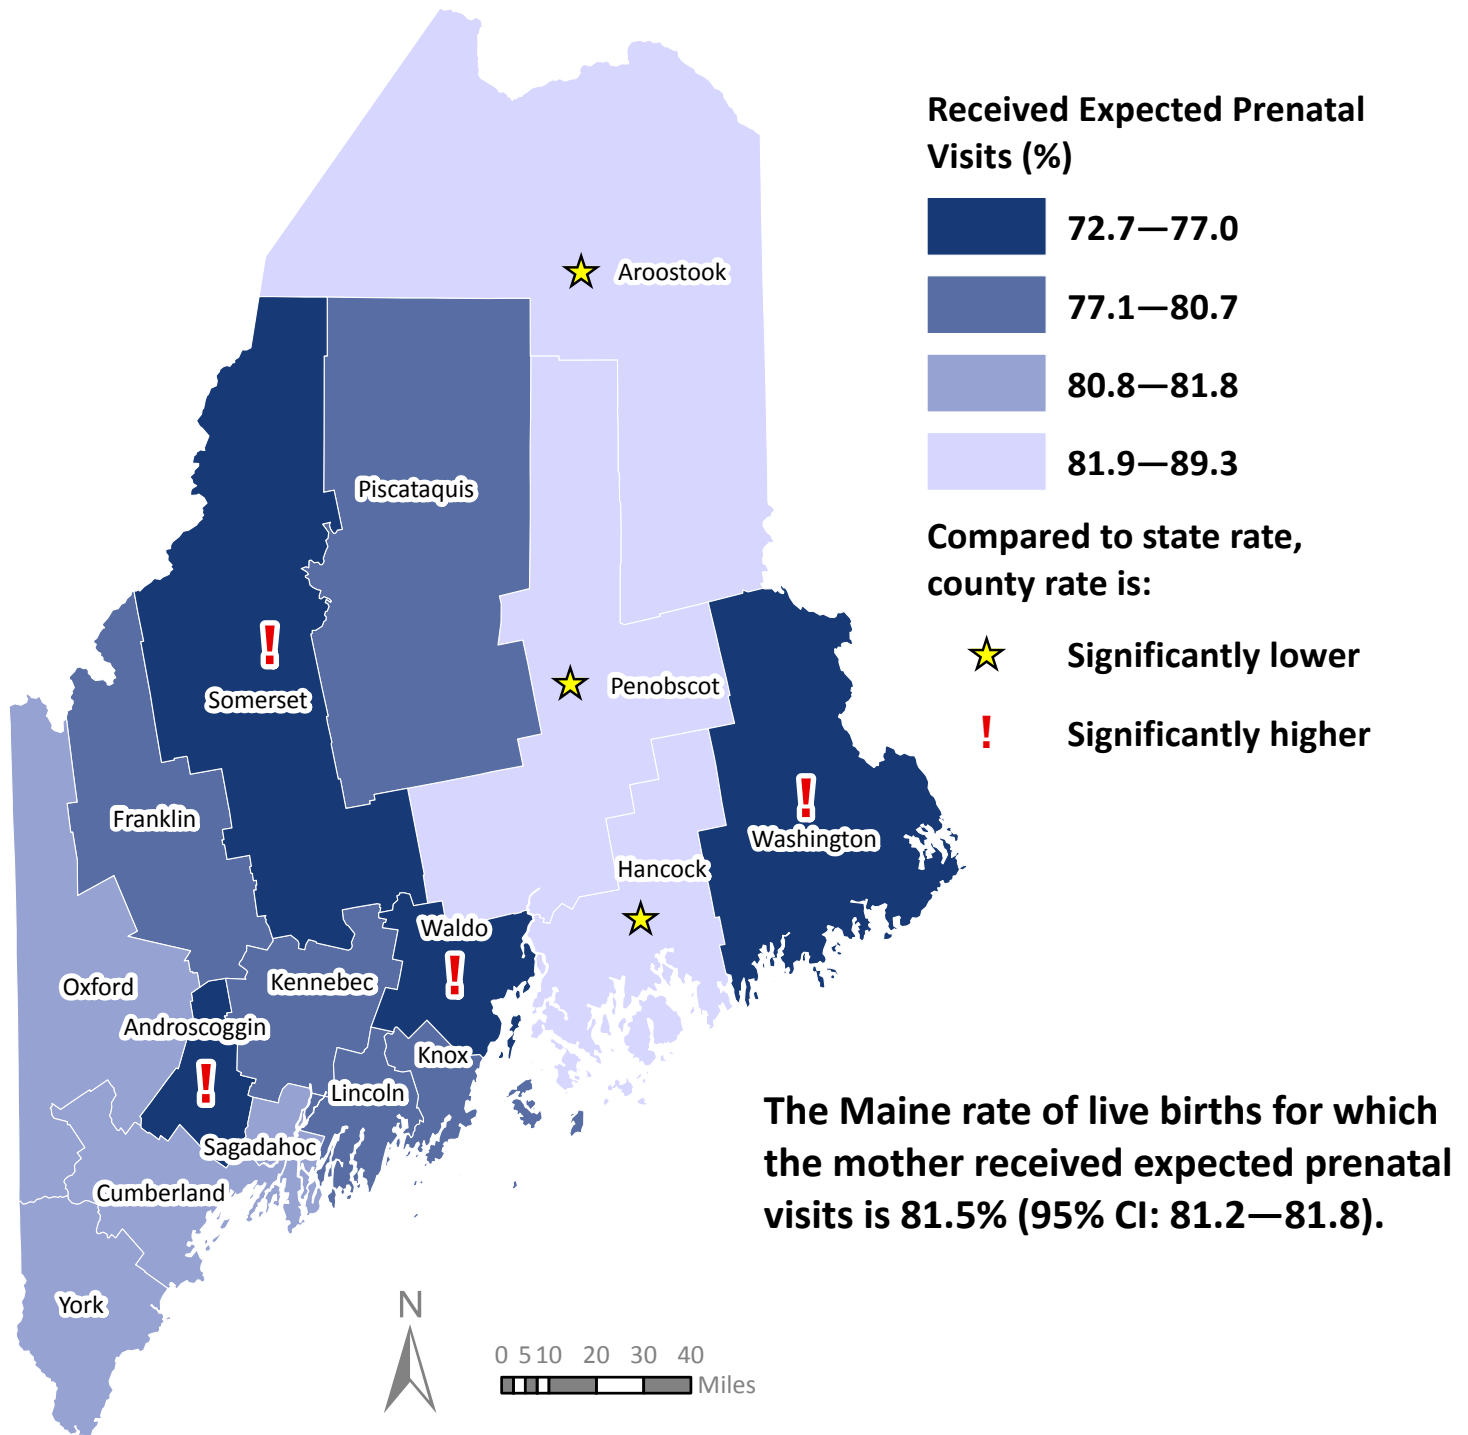 Received Expected Prenatal
Visits (%)
72.7—77.0
77.1—80.7
80.8—81.8
81.9—89.3
Compared to state rate,
county rate is:
Significantly lower
! Significantly higher
Aroostook
Piscataquis
!
Somerset
Penobscot
!
Washington
Franklin
Hancock
Waldo
!
Oxford
Kennebec
Androscoggin
!
Knox
Lincoln
Sagadahoc
Cumberland
York
The Maine rate of live births for which
the mother received expected prenatal
visits is 81.5% (95% CI: 81.2—81.8).
N
0 5 10 20 30 40
Miles